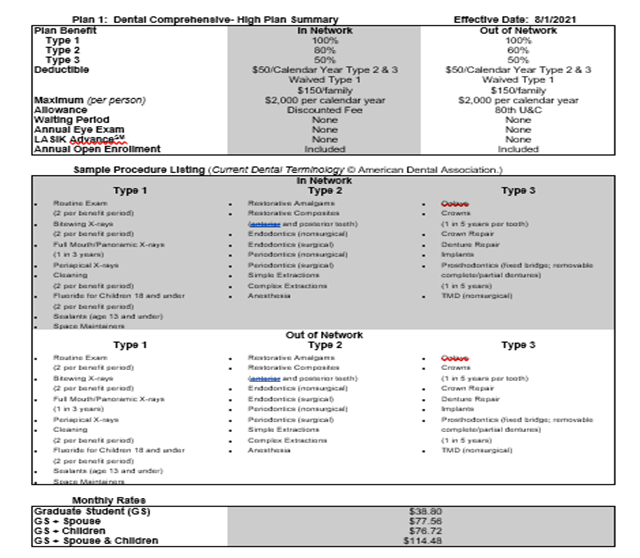 Plan 1: Dental Comprehensive- High Plan Summary Effective Date: 8/1/2021
Plan Benefit In Network Out of Network
Type 1 100% 100%
Type 2 80% 60%
Type 3 50% 50%
Deductible $50/Calendar Year Type 2 & 3 $50/Calendar Year Type 2 & 3
Waived Type 1 Waived Type 1
$150/family $150/family
Maximum (per person) $2,000 per calendar year $2,000 per calendar year
Allowance Discounted Fee 80th U&C
Waiting Period None None
Annual Eye Exam None None
LASIK Advantage℠ None None
Annual Open Enrollment Included Included
Sample Procedure Listing (Current Dental Terminology © American Dental Association.)
In Network
Type 1 Type 2 Type 3
• Routine Exam • Restorative Amalgams • Onlays
(2 per benefit period) • Restorative Composites • Crowns
• Bitewing X-rays (anterior and posterior teeth) (1 in 5 years per tooth)
(2 per benefit period) • Endodontics (nonsurgical) • Crown Repair
• Full Mouth/Panoramic X-rays • Endodontics (surgical) • Denture Repair
(1 in 3 years) • Periodontics (nonsurgical) • Implants
• Periapical X-rays • Periodontics (surgical) • Prosthodontics (fixed bridge; removable
• Cleaning • Simple Extractions complete/partial dentures)
(2 per benefit period) • Complex Extractions (1 in 5 years)
• Fluoride for Children 18 and under • Anesthesia • TMD (nonsurgical)
(2 per benefit period)
• Sealants (age 13 and under)
• Space Maintainers
Out of Network
Type 1 Type 2 Type 3
• Routine Exam • Restorative Amalgams • Onlays
(2 per benefit period) • Restorative Composites • Crowns
• Bitewing X-rays (anterior and posterior teeth) (1 in 5 years per tooth)
(2 per benefit period) • Endodontics (nonsurgical) • Crown Repair
• Full Mouth/Panoramic X-rays • Endodontics (surgical) • Denture Repair
(1 in 3 years) • Periodontics (nonsurgical) • Implants
• Periapical X-rays • Periodontics (surgical) • Prosthodontics (fixed bridge; removable
• Cleaning • Simple Extractions complete/partial dentures)
(2 per benefit period) • Complex Extractions (1 in 5 years)
• Fluoride for Children 18 and under • Anesthesia • TMD (nonsurgical)
(2 per benefit period)
• Sealants (age 13 and under)
• Space Maintainers
Monthly Rates
Graduate Student (GS) $38.80
GS + Spouse $77.56
GS + Children $76.72
GS + Spouse & Children $114.48